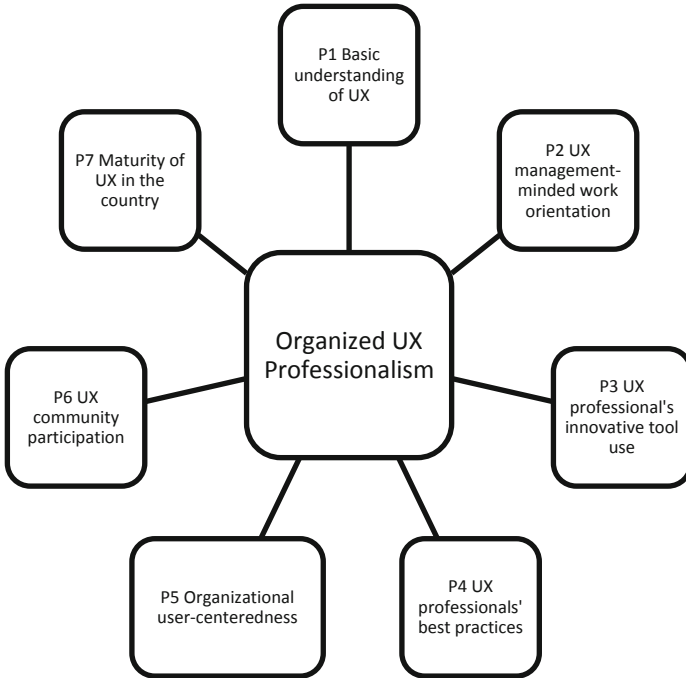 P1 Basic
understanding
of UX
P2 UX
management-
minded work
orientation
P3 UX
professional's
innovative tool
use
P4 UX
professionals'
best practices
P5 Organizational
user-centeredness
P6 UX
community
participation
P7 Maturity of
UX in the
country
Organized UX
Professionalism